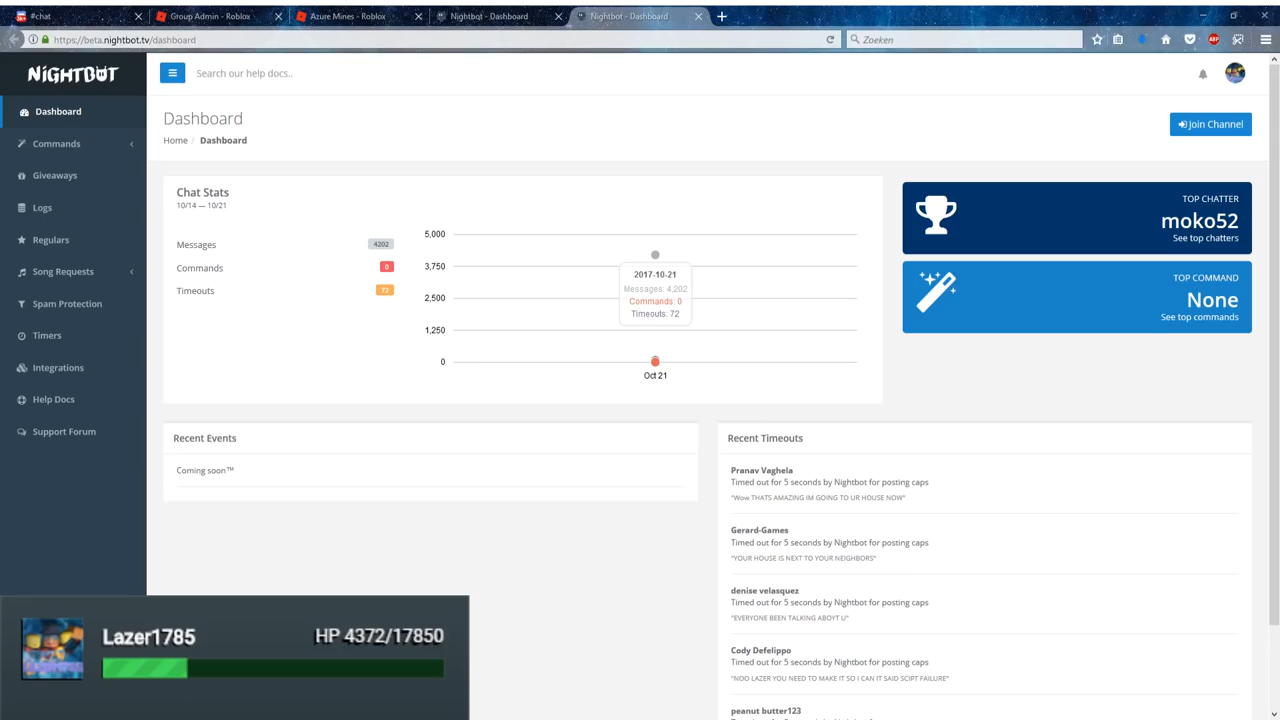 #chat
Group Admin - Roblox
Azure Mines - Roblox
Nightbot - Dashboard
Nightbot - Dashboard
https://beta.nightbot.tv/dashboard
Zoeken
ABP
NIGHTBOT
Search our help docs..
Dashboard
Commands
Giveaways
Logs
Regulars
Song Requests
Spam Protection
Timers
Integrations
Help Docs
Support Forum
Dashboard
Home / Dashboard
Join Channel
Chat Stats
10/14 — 10/21
Messages 4202
Commands 0
Timeouts 72
5,000
3,750
2,500
1,250
0
2017-10-21
Messages: 4,202
Commands: 0
Timeouts: 72
Oct 21
TOP CHATTER
moko52
See top chatters
TOP COMMAND
None
See top commands
Recent Events
Coming soon™
Recent Timeouts
Pranav Vaghela
Timed out for 5 seconds by Nightbot for posting caps
"Wow THATS AMAZING IM GOING TO UR HOUSE NOW"
Gerard-Games
Timed out for 5 seconds by Nightbot for posting caps
"YOUR HOUSE IS NEXT TO YOUR NEIGHBORS"
denise velasquez
Timed out for 5 seconds by Nightbot for posting caps
"EVERYONE BEEN TALKING ABOYT U"
Cody Defelippo
Timed out for 5 seconds by Nightbot for posting caps
"NOO LAZER YOU NEED TO MAKE IT SO I CAN IT SAID SCIPT FAILURE"
peanut butter123
Lazer1785
HP 4372/17850